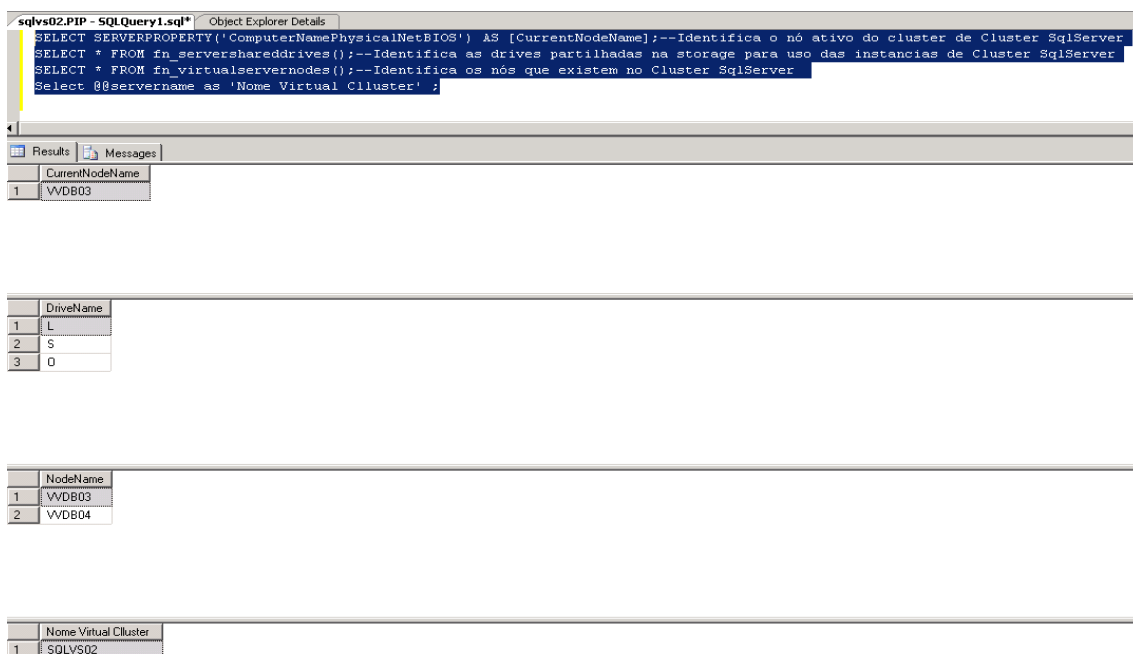 sqlvs02.PIP - SQLQuery1.sql* Object Explorer Details
SELECT SERVERPROPERTY('ComputerNamePhysicalNetBIOS') AS [CurrentNodeName];--Identifica o nó ativo do cluster de Cluster SqlServer
SELECT * FROM fn_servershareddrives();--Identifica as drives partilhadas na storage para uso das instancias de Cluster SqlServer
SELECT * FROM fn_virtualservernodes();--Identifica os nós que existem no Cluster SqlServer
Select @@servername as 'Nome Virtual Clluster' ;
Results Messages
CurrentNodeName
1 VVDB03
DriveName
1 L
2 S
3 O
NodeName
1 VVDB03
2 VVDB04
Nome Virtual Clluster
1 SQLVS02